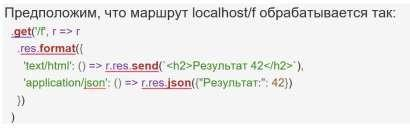 Предположим, что маршрут localhost/f обрабатывается так:
.get('/f', r => r
.res.format({
'text/html': () => r.res.send(`<h2>Результат 42</h2>`),
'application/json': () => r.res.json({"Результат:": 42})
})
)